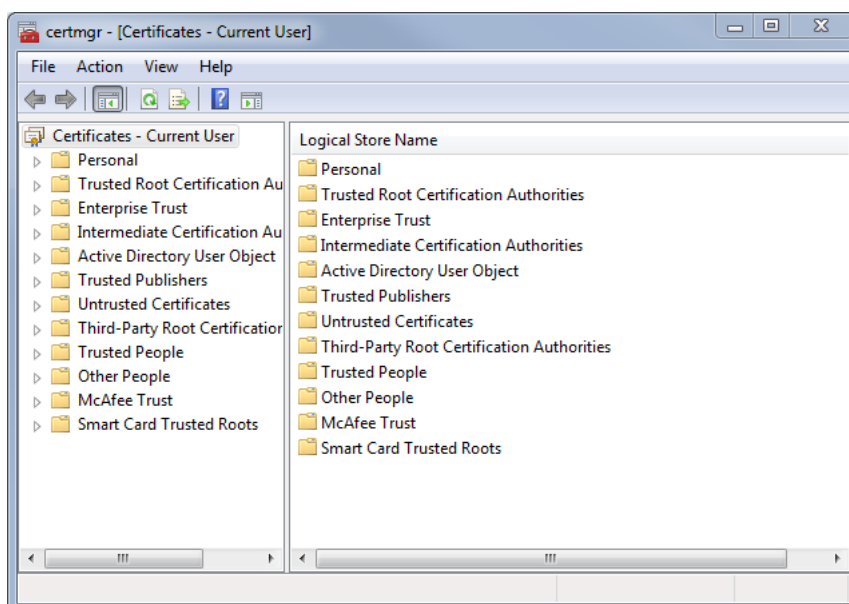 certmgr - [Certificates - Current User]
File Action View Help
Certificates - Current User
Personal
Trusted Root Certification Au
Enterprise Trust
Intermediate Certification Au
Active Directory User Object
Trusted Publishers
Untrusted Certificates
Third-Party Root Certification
Trusted People
Other People
McAfee Trust
Smart Card Trusted Roots
Logical Store Name
Personal
Trusted Root Certification Authorities
Enterprise Trust
Intermediate Certification Authorities
Active Directory User Object
Trusted Publishers
Untrusted Certificates
Third-Party Root Certification Authorities
Trusted People
Other People
McAfee Trust
Smart Card Trusted Roots